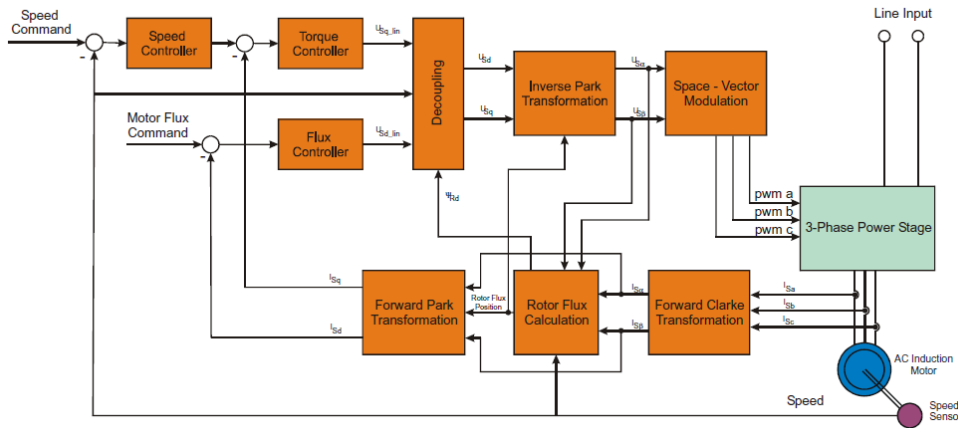 Speed
Command
Speed
Controller
Torque
Controller
uSq_lin
Decoupling
uSd
uSq
Inverse Park
Transformation
uSα
uSβ
Space - Vector
Modulation
Line Input
Motor Flux
Command
Flux
Controller
uSd_lin
ΨRd
pwm a
pwm b
pwm c
3-Phase Power Stage
iSq
iSd
Forward Park
Transformation
Rotor Flux
Position
Rotor Flux
Calculation
iSα
iSβ
Forward Clarke
Transformation
iSa
iSb
iSc
AC Induction
Motor
Speed
Speed
Senso
-
-
-